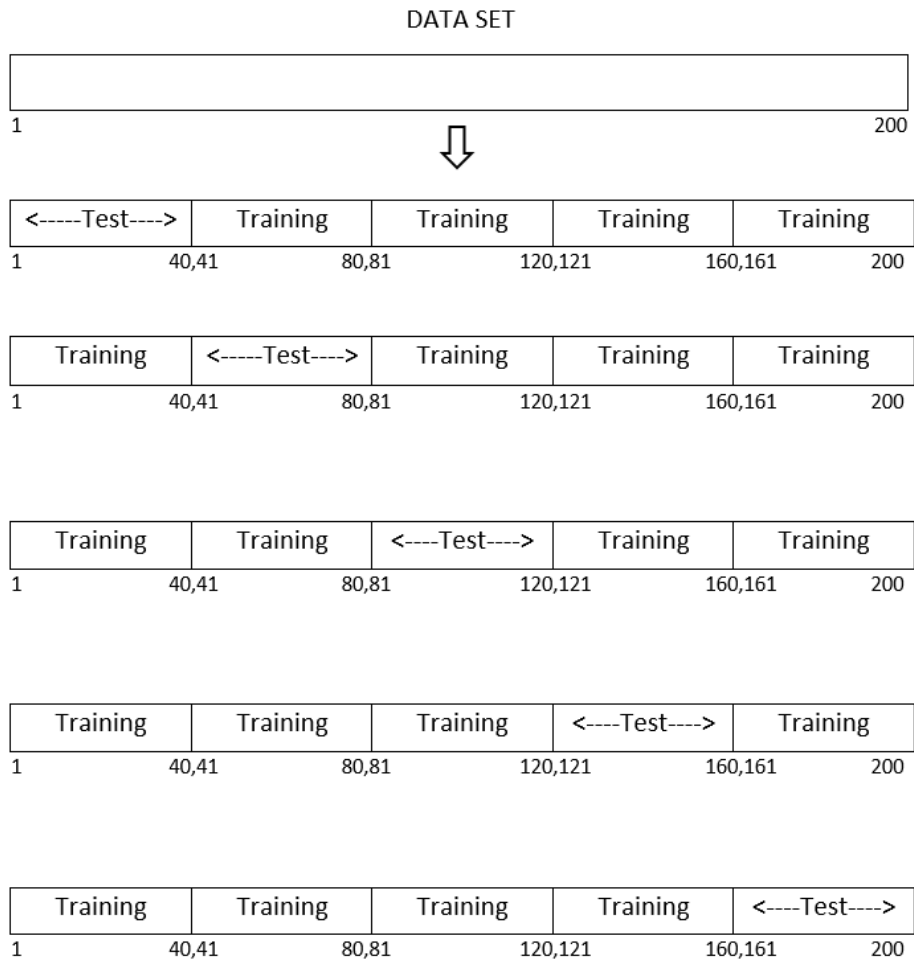 DATA SET
1 200
<-----Test----> Training Training Training Training
1 40,41 80,81 120,121 160,161 200
Training <-----Test----> Training Training Training
1 40,41 80,81 120,121 160,161 200
Training Training <----Test----> Training Training
1 40,41 80,81 120,121 160,161 200
Training Training Training <----Test----> Training
1 40,41 80,81 120,121 160,161 200
Training Training Training Training <----Test---->
1 40,41 80,81 120,121 160,161 200